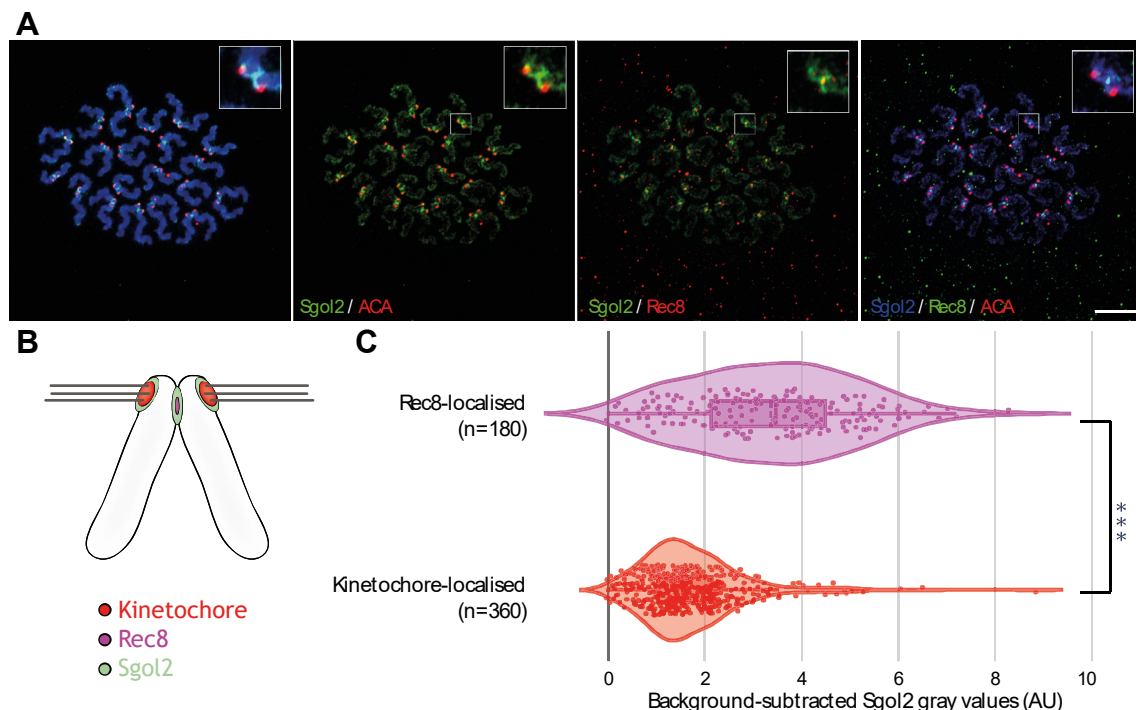 A
Sgol2 / ACA
Sgol2 / Rec8
Sgol2 / Rec8 / ACA
B
Kinetochore
Rec8
Sgol2
C
Rec8-localised
(n=180)
Kinetochore-localised
(n=360)
***
0 2 4 6 8 10
Background-subtracted Sgol2 gray values (AU)